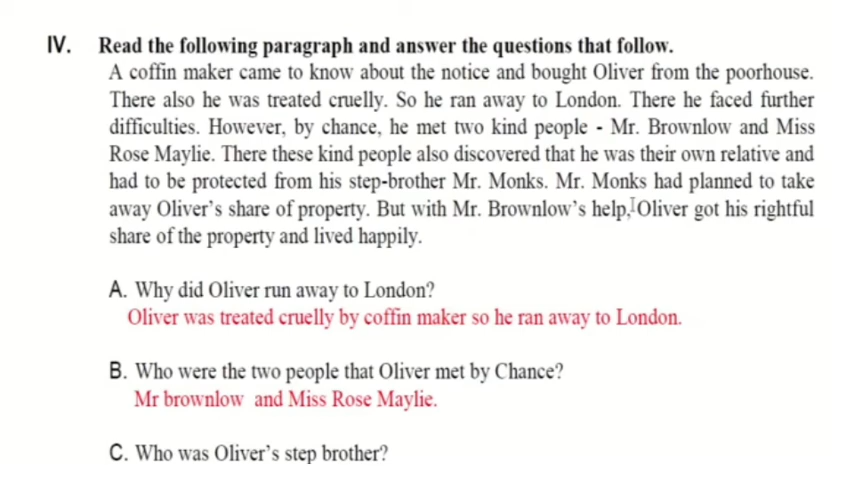 IV. Read the following paragraph and answer the questions that follow.
A coffin maker came to know about the notice and bought Oliver from the poorhouse.
There also he was treated cruelly. So he ran away to London. There he faced further
difficulties. However, by chance, he met two kind people - Mr. Brownlow and Miss
Rose Maylie. There these kind people also discovered that he was their own relative and
had to be protected from his step-brother Mr. Monks. Mr. Monks had planned to take
away Oliver's share of property. But with Mr. Brownlow's help, Oliver got his rightful
share of the property and lived happily.
A. Why did Oliver run away to London?
Oliver was treated cruelly by coffin maker so he ran away to London.
B. Who were the two people that Oliver met by Chance?
Mr brownlow and Miss Rose Maylie.
C. Who was Oliver's step brother?